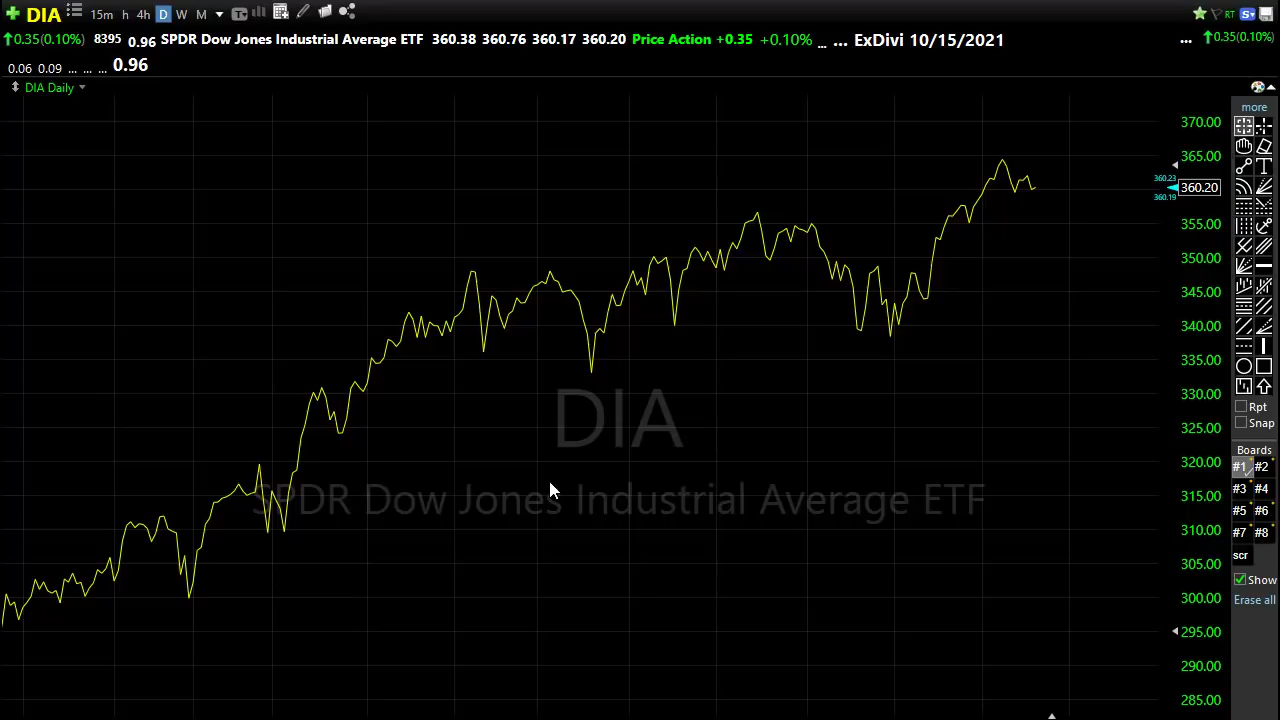 DIA 15m h 4h D W M T RT S
0.35(0.10%) 8395 0.96 SPDR Dow Jones Industrial Average ETF 360.38 360.76 360.17 360.20 Price Action +0.35 +0.10% ... ... ExDivi 10/15/2021 ... 0.35(0.10%)
0.06 0.09 ... ... ... 0.96
DIA Daily
more
370.00
365.00
360.23
360.20
360.19
355.00
350.00
345.00
340.00
335.00
330.00
325.00
320.00
315.00
310.00
305.00
300.00
295.00
290.00
285.00
DIA
SPDR Dow Jones Industrial Average ETF
T
Rpt
Snap
Boards
#1 #2
#3 #4
#5 #6
#7 #8
scr
Show
Erase all